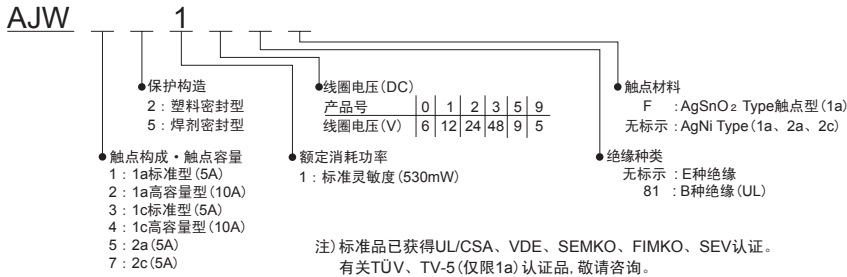 AJW 1
保护构造
2：塑料密封型
5：焊剂密封型
线圈电压(DC)
产品号 0 1 2 3 5 9
线圈电压(V) 6 12 24 48 9 5
触点材料
F ：AgSnO₂ Type触点型(1a)
无标示：AgNi Type(1a、2a、2c)
触点构成・触点容量
1：1a标准型(5A)
2：1a高容量型(10A)
3：1c标准型(5A)
4：1c高容量型(10A)
5：2a(5A)
7：2c(5A)
额定消耗功率
1：标准灵敏度(530mW)
绝缘种类
无标示：E种绝缘
81 ：B种绝缘(UL)
注)标准品已获得UL/CSA、VDE、SEMKO、FIMKO、SEV认证。
有关TÜV、TV-5(仅限1a)认证品, 敬请咨询。